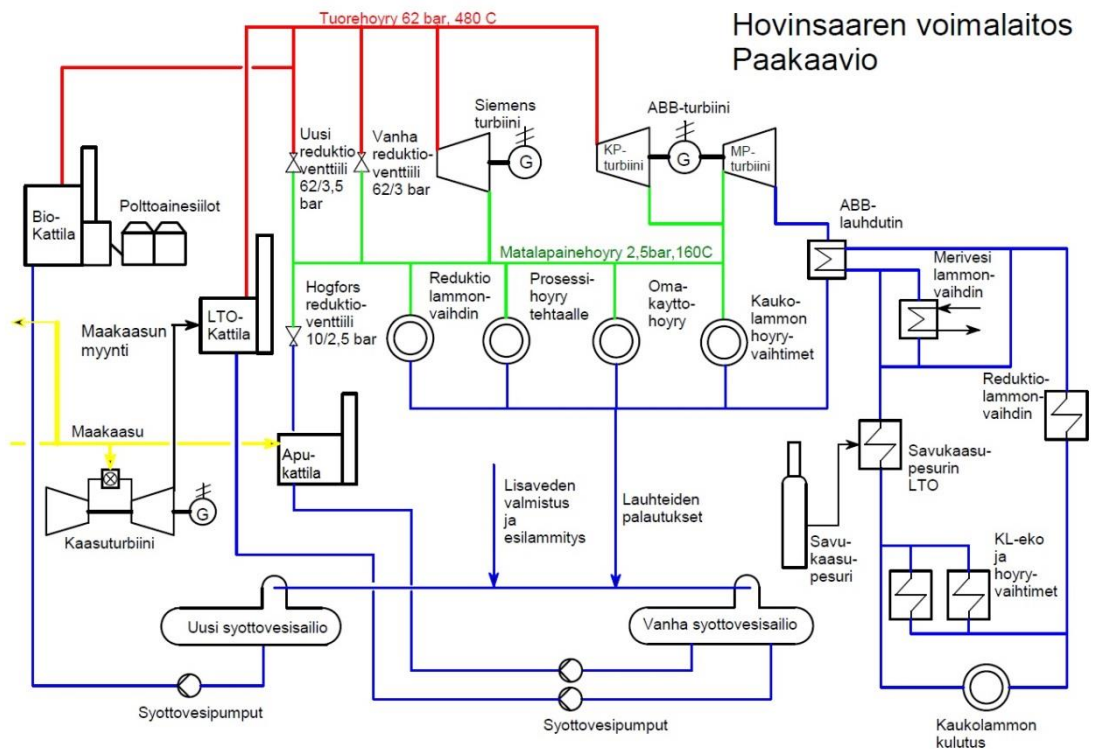 Hovinsaaren voimalaitos
Paakaavio
Tuorehoyry 62 bar, 480 C
Uusi
reduktio
venttiili
62/3,5
bar
Vanha
reduktio-
venttiili
62/3 bar
Siemens
turbiini
G
ABB-turbiini
KP-
turbiini
G
MP-
turbiini
ABB-
lauhdutin
Bio-
Kattila
Polttoainesiilot
Matalapainehoyry 2,5bar,160C
Merivesi
lammon-
vaihdin
LTO-
Kattila
Maakaasun
myynti
Hogfors
reduktio-
venttiili
10/2,5 bar
Reduktio
lammon-
vaihdin
Prosessi-
hoyry
tehtaalle
Oma-
kaytto-
hoyry
Kauko-
lammon
hoyry-
vaihtimet
Reduktio-
lammon-
vaihdin
Maakaasu
Apu-
kattila
Savukaasu-
pesurin
LTO
G
Kaasuturbiini
Lisaveden
valmistus
ja
esilammitys
Lauhteiden
palautukset
Savu-
kaasu-
pesuri
KL-eko
ja
hoyry-
vaihtimet
Uusi syottovesisailio
Vanha syottovesisailio
Syottovesipumput
Syottovesipumput
Kaukolammon
kulutus